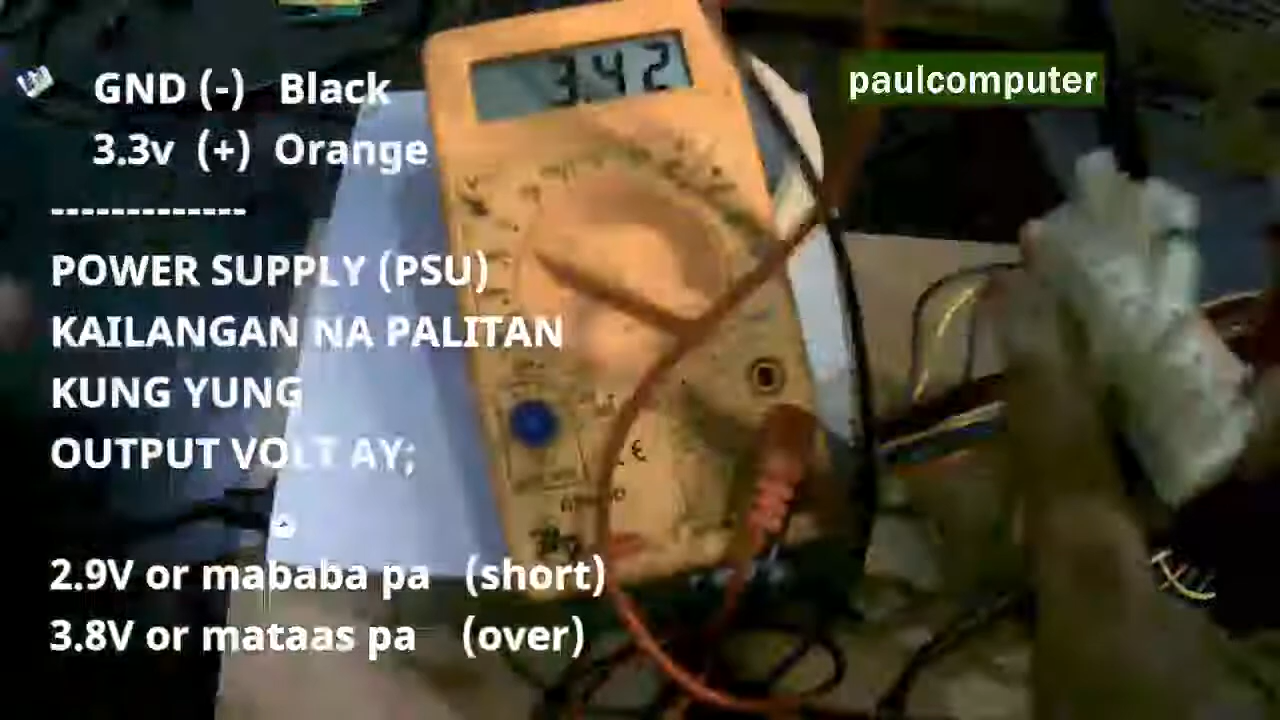 3.42
paulcomputer
GND (-) Black
3.3v (+) Orange
-------------
POWER SUPPLY (PSU)
KAILANGAN NA PALITAN
KUNG YUNG
OUTPUT VOLT AY;
2.9V or mababa pa (short)
3.8V or mataas pa (over)